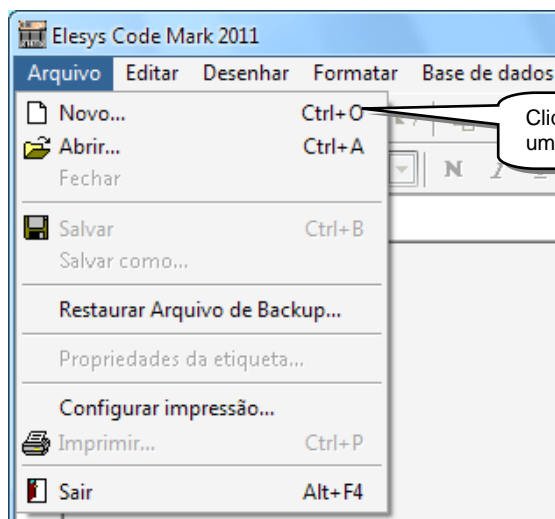 Elesys Code Mark 2011
Arquivo Editar Desenhar Formatar Base de dados
Novo... Ctrl+O
Abrir... Ctrl+A
Fechar
Salvar Ctrl+B
Salvar como...
Restaurar Arquivo de Backup...
Propriedades da etiqueta...
Configurar impressão...
Imprimir... Ctrl+P
Sair Alt+F4
um
N I